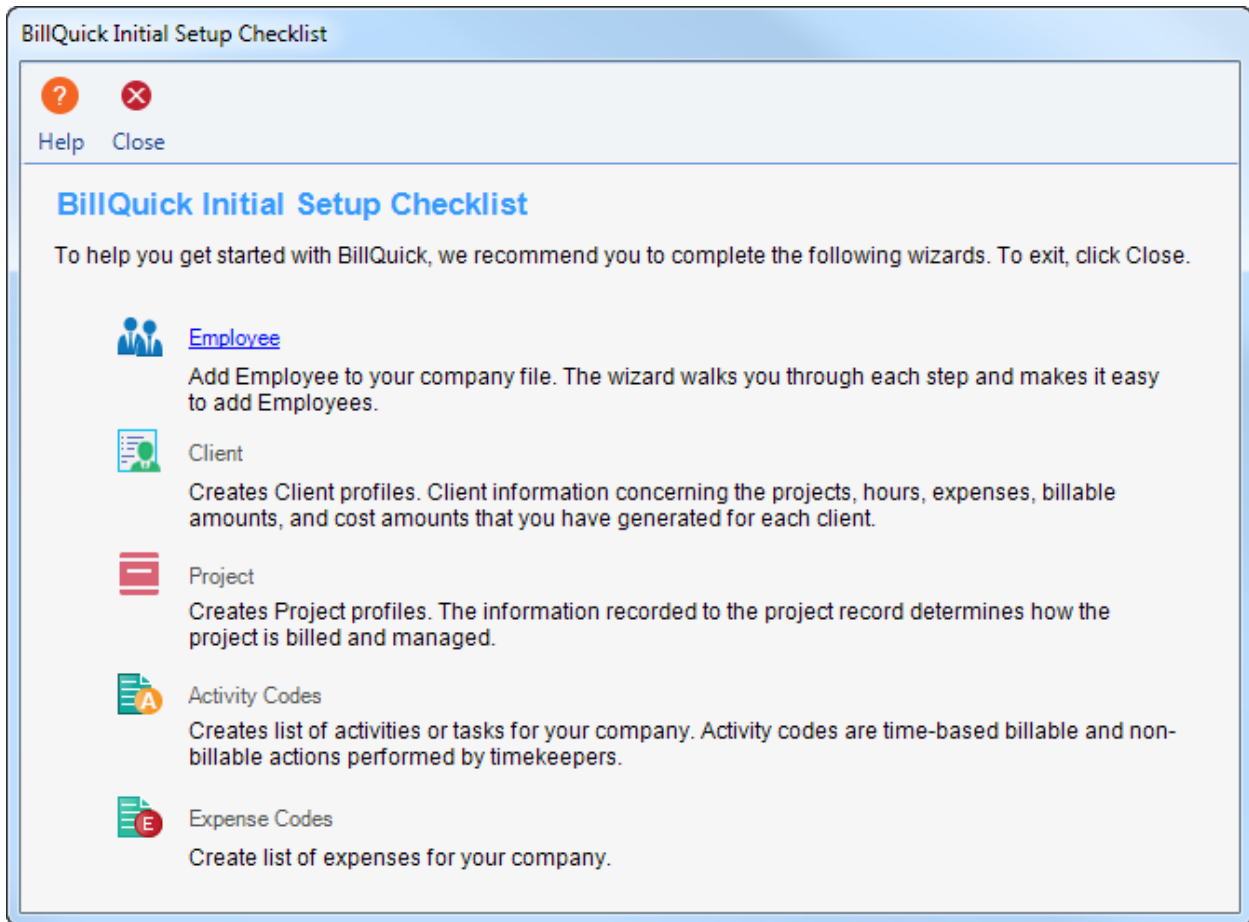 BillQuick Initial Setup Checklist
?
Help Close
BillQuick Initial Setup Checklist
To help you get started with BillQuick, we recommend you to complete the following wizards. To exit, click Close.
Employee
Add Employee to your company file. The wizard walks you through each step and makes it easy
to add Employees.
Client
Creates Client profiles. Client information concerning the projects, hours, expenses, billable
amounts, and cost amounts that you have generated for each client.
Project
Creates Project profiles. The information recorded to the project record determines how the
project is billed and managed.
A
Activity Codes
Creates list of activities or tasks for your company. Activity codes are time-based billable and non-
billable actions performed by timekeepers.
E
Expense Codes
Create list of expenses for your company.